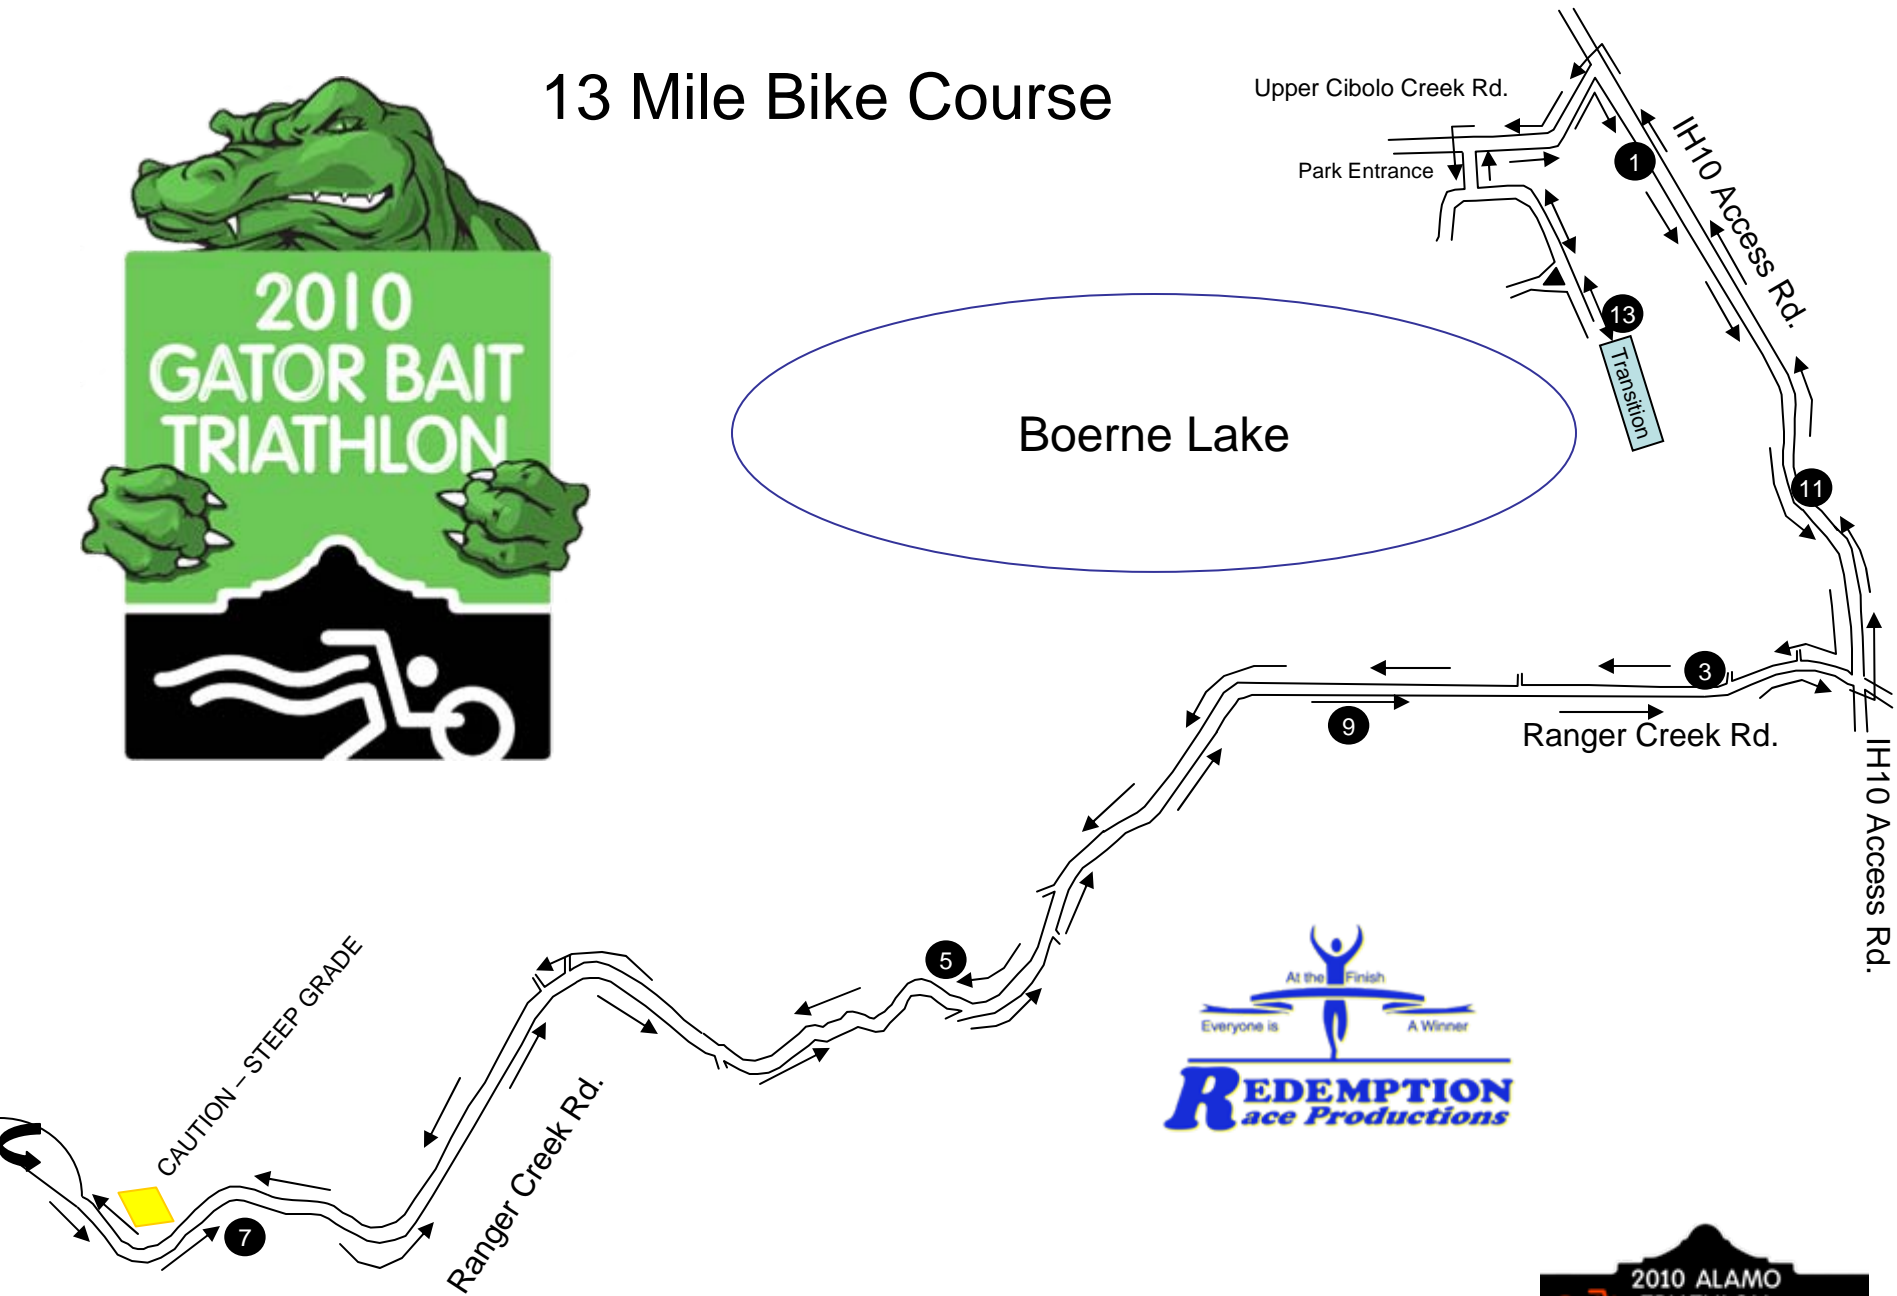 13 Mile Bike Course
Upper Cibolo Creek Rd.
Park Entrance
1
IH10 Access Rd.
2010
GATOR BAIT
TRIATHLON
13
Transition
Boerne Lake
11
3
9
Ranger Creek Rd.
IH10 Access Rd.
5
CAUTION – STEEP GRADE
At the Finish
Everyone is A Winner
REDEMPTION
Race Productions
Ranger Creek Rd.
7
2010 ALAMO